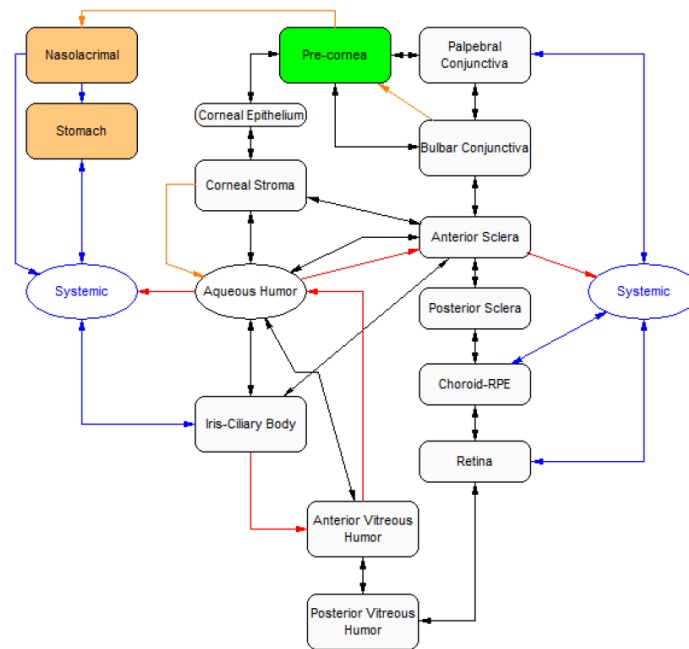 Nasolacrimal
Pre-cornea
Palpebral
Conjunctiva
Stomach
Corneal Epithelium
Bulbar Conjunctiva
Corneal Stroma
Anterior Sclera
Systemic
Aqueous Humor
Posterior Sclera
Systemic
Choroid-RPE
Iris-Ciliary Body
Retina
Anterior Vitreous
Humor
Posterior Vitreous
Humor